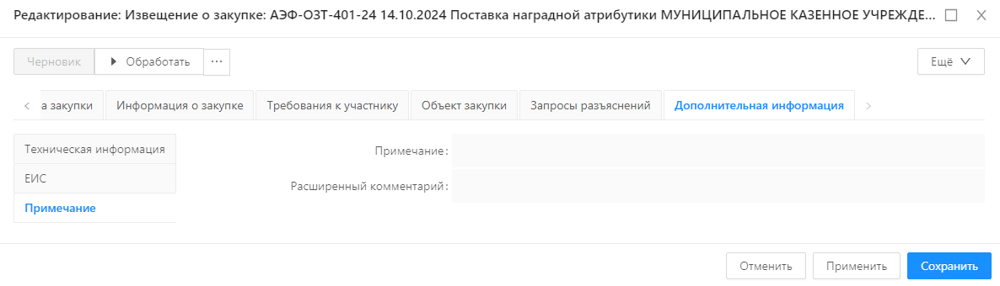 Редактирование: Извещение о закупке: АЭФ-ОЗТ-401-24 14.10.2024 Поставка наградной атрибутики МУНИЦИПАЛЬНОЕ КАЗЕННОЕ УЧРЕЖДЕ...
Черновик Обработать ... Ещё
а закупки Информация о закупке Требования к участнику Объект закупки Запросы разъяснений Дополнительная информация
Техническая информация
ЕИС
Примечание
Примечание:
Расширенный комментарий:
Отменить Применить Сохранить